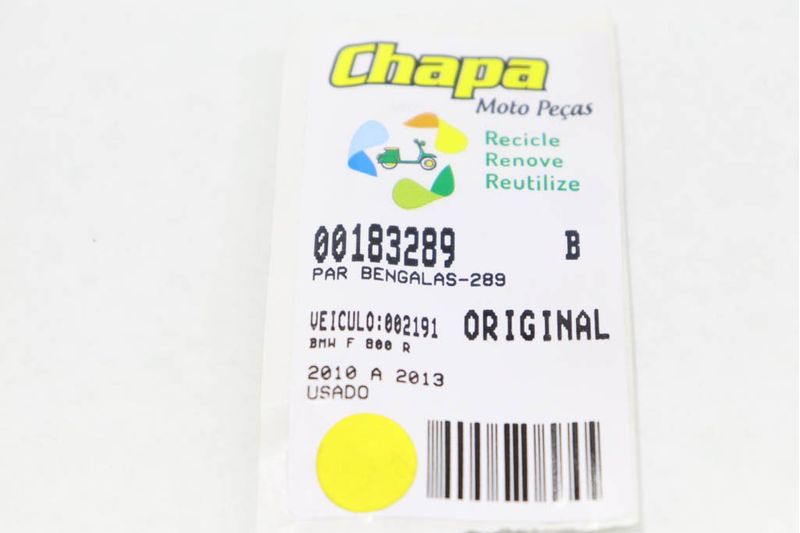 Chapa
Moto Peças
Recicle
Renove
Reutilize
00183289 B
PAR BENGALAS-289
VEICULO:002191 ORIGINAL
BMW F 800 R
2010 A 2013
USADO